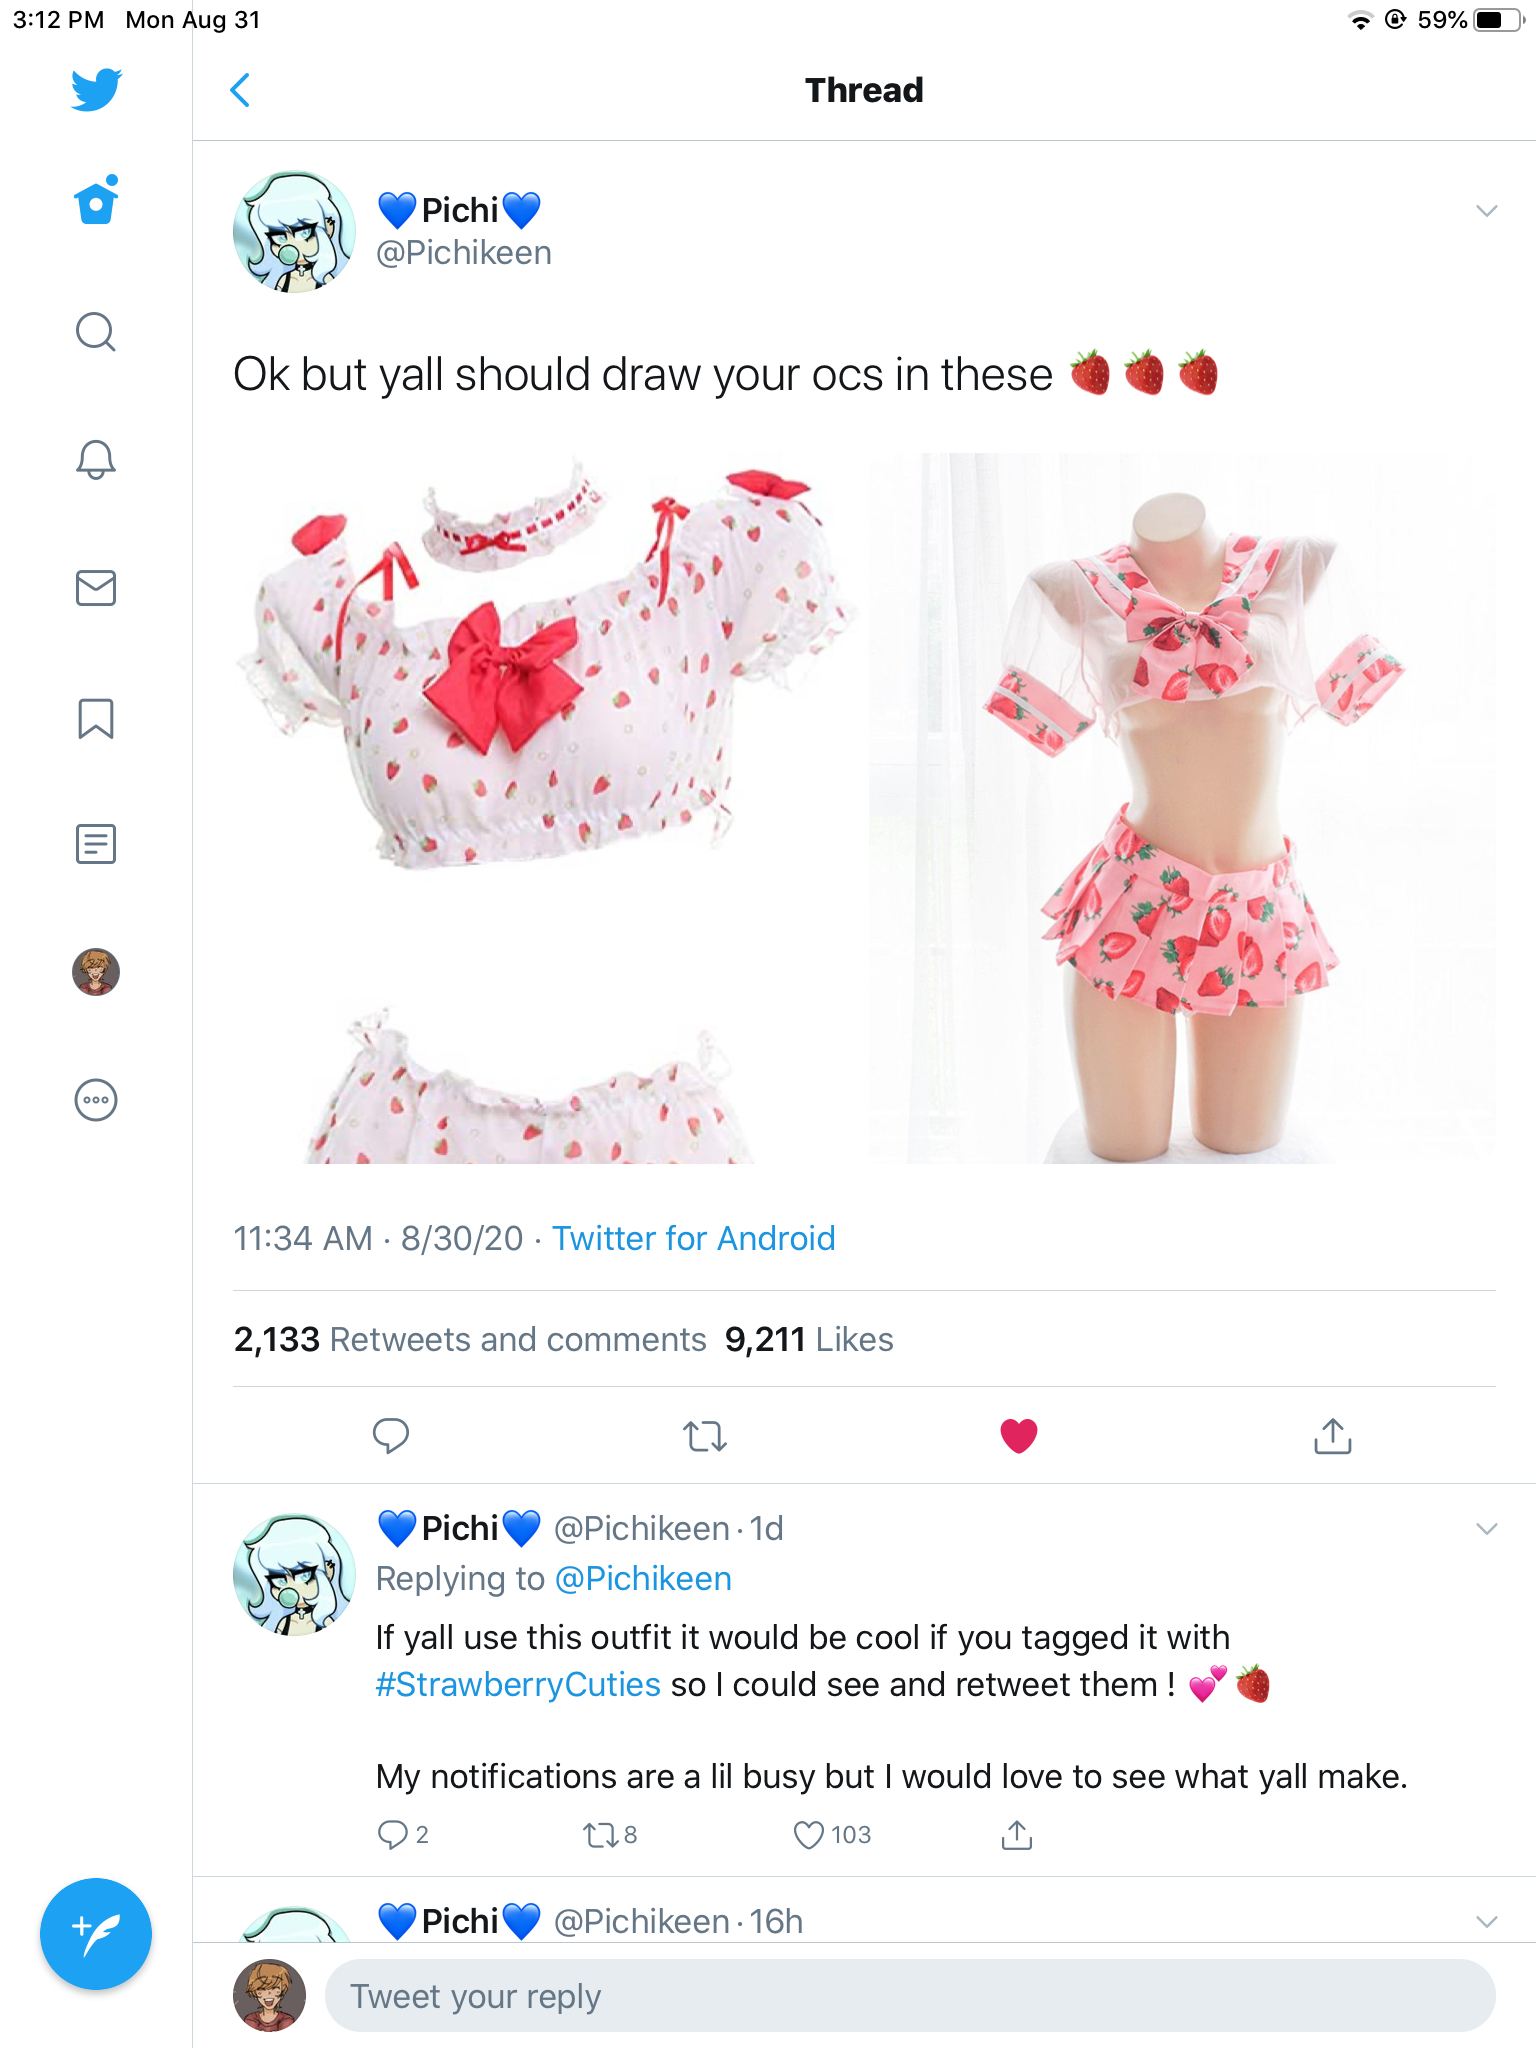 3:12 PM Mon Aug 31 59%
Thread
💙Pichi💙
@Pichikeen
Ok but yall should draw your ocs in these 🍓🍓🍓
11:34 AM · 8/30/20 · Twitter for Android
2,133 Retweets and comments 9,211 Likes
💙Pichi💙 @Pichikeen · 1d
Replying to @Pichikeen
If yall use this outfit it would be cool if you tagged it with
#StrawberryCuties so I could see and retweet them ! 💕🍓
My notifications are a lil busy but I would love to see what yall make.
2 8 103
💙Pichi💙 @Pichikeen · 16h
Tweet your reply